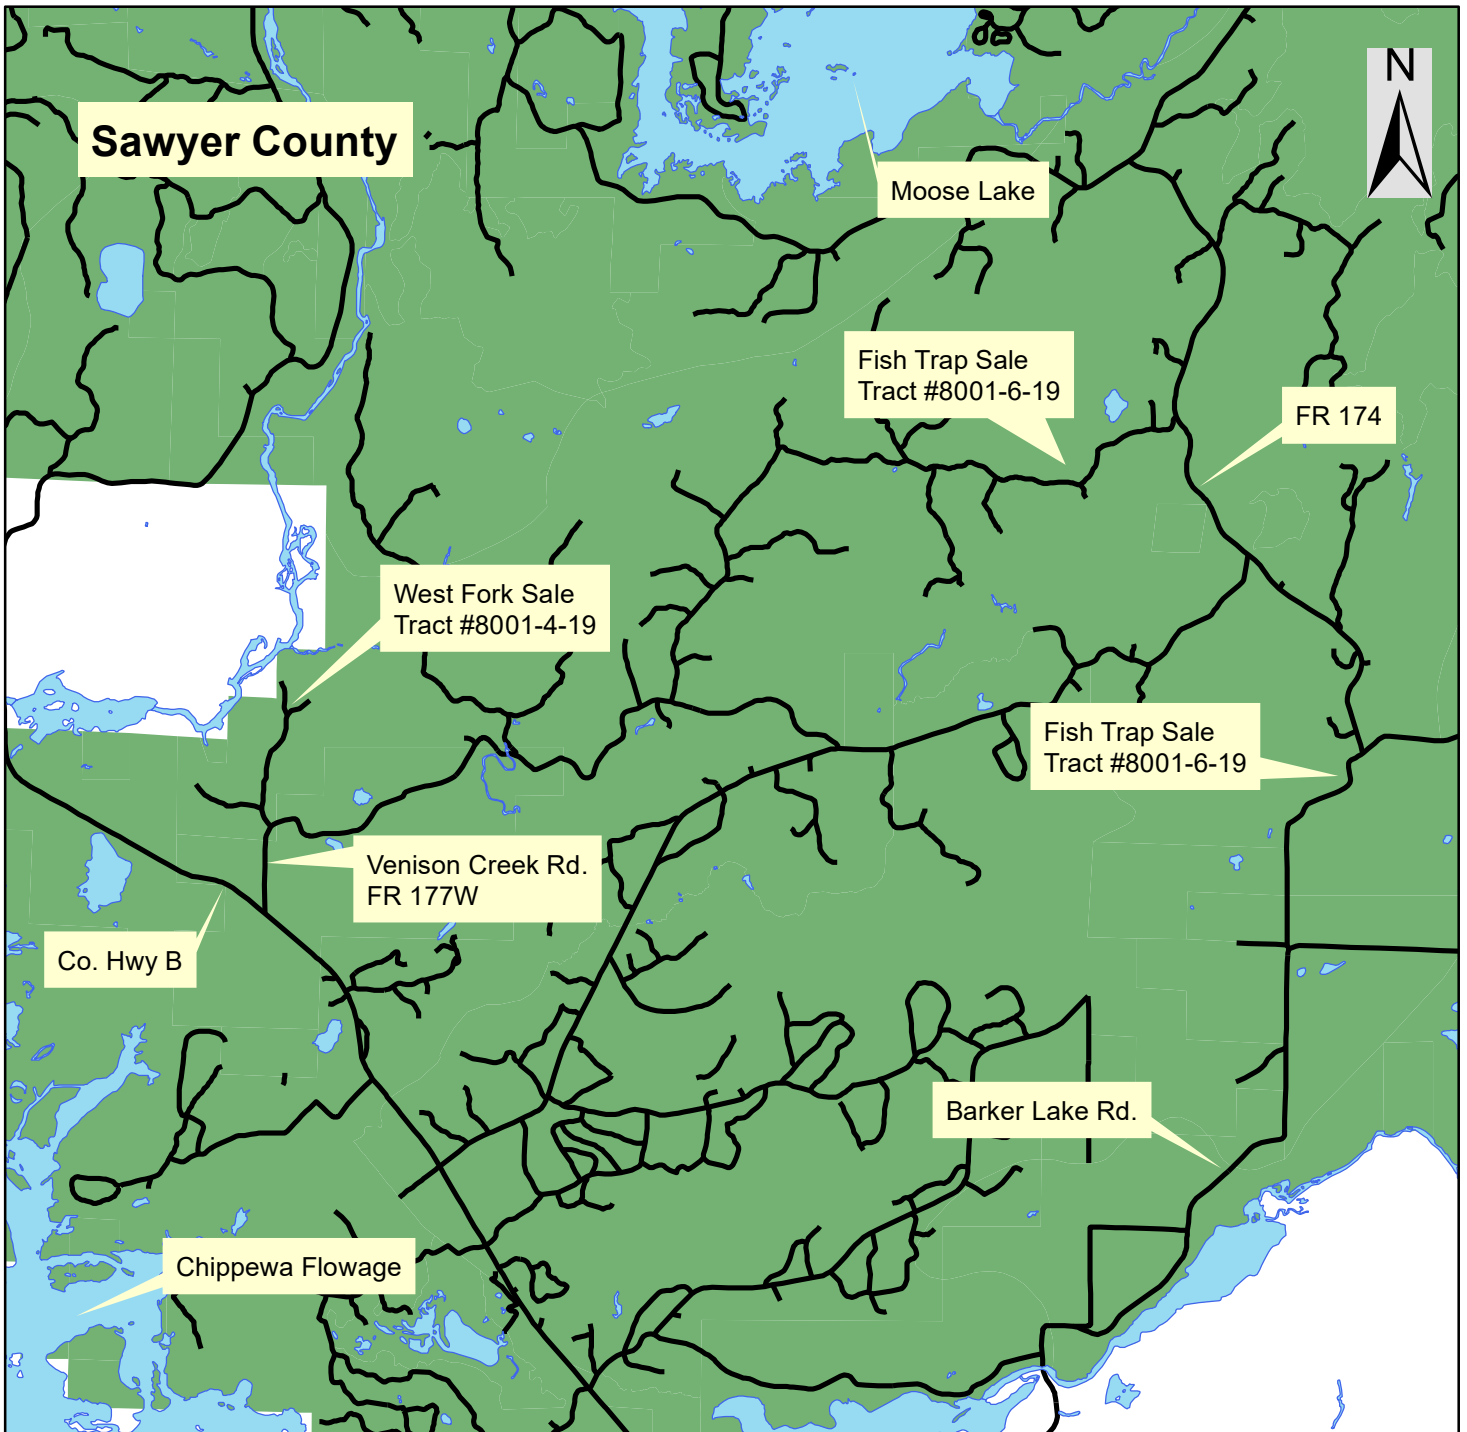 N
Sawyer County
Moose Lake
Fish Trap Sale
Tract #8001-6-19
FR 174
West Fork Sale
Tract #8001-4-19
Fish Trap Sale
Tract #8001-6-19
Venison Creek Rd.
FR 177W
Co. Hwy B
Barker Lake Rd.
Chippewa Flowage